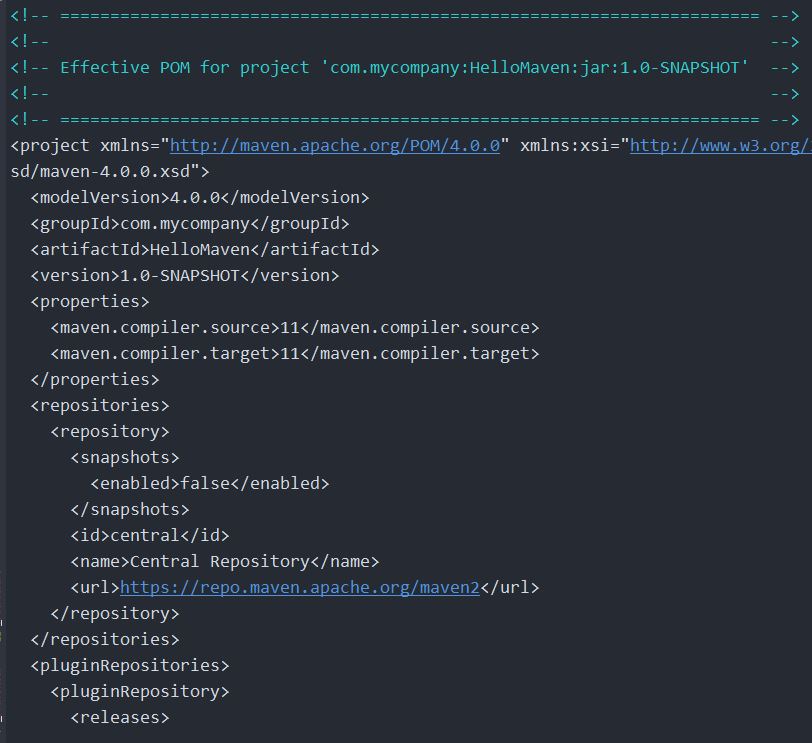 <!-- ====================================================================== -->
<!--                                                                        -->
<!-- Effective POM for project 'com.mycompany:HelloMaven:jar:1.0-SNAPSHOT'  -->
<!--                                                                        -->
<!-- ====================================================================== -->
<project xmlns="http://maven.apache.org/POM/4.0.0" xmlns:xsi="http://www.w3.org/
sd/maven-4.0.0.xsd">
  <modelVersion>4.0.0</modelVersion>
  <groupId>com.mycompany</groupId>
  <artifactId>HelloMaven</artifactId>
  <version>1.0-SNAPSHOT</version>
  <properties>
    <maven.compiler.source>11</maven.compiler.source>
    <maven.compiler.target>11</maven.compiler.target>
  </properties>
  <repositories>
    <repository>
      <snapshots>
        <enabled>false</enabled>
      </snapshots>
      <id>central</id>
      <name>Central Repository</name>
      <url>https://repo.maven.apache.org/maven2</url>
    </repository>
  </repositories>
  <pluginRepositories>
    <pluginRepository>
      <releases>